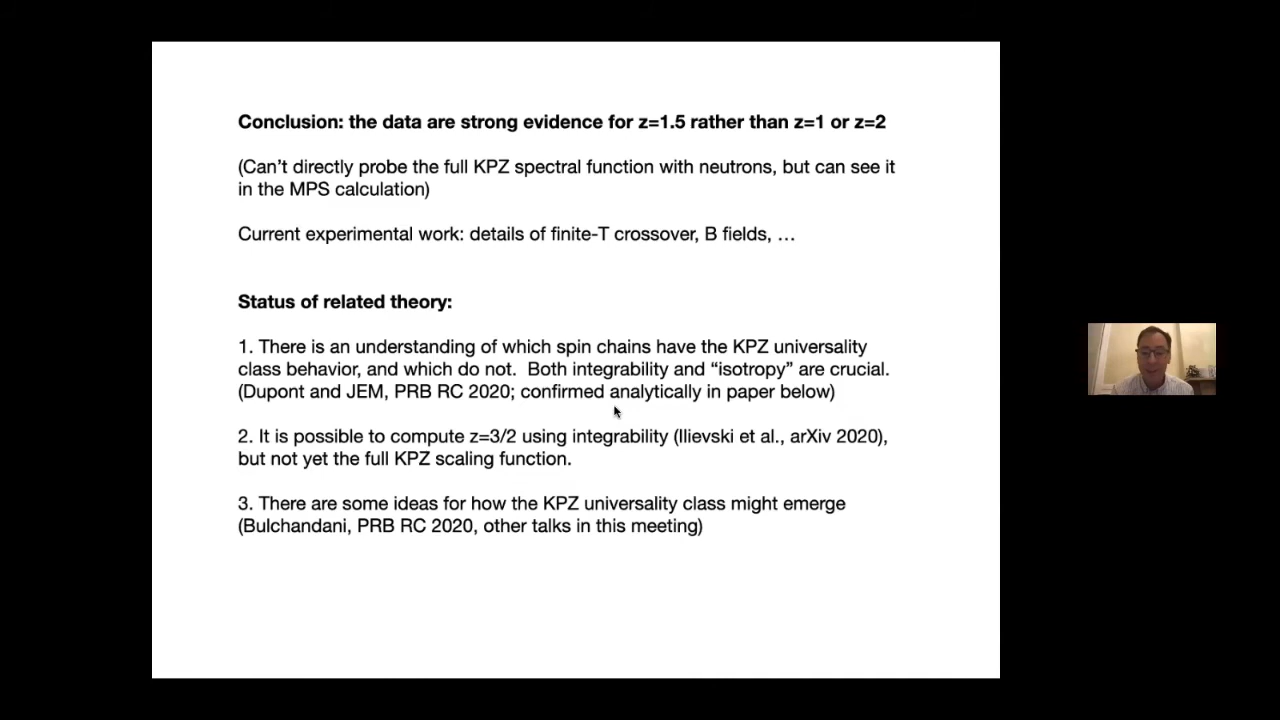 Conclusion: the data are strong evidence for z=1.5 rather than z=1 or z=2
(Can’t directly probe the full KPZ spectral function with neutrons, but can see it
in the MPS calculation)
Current experimental work: details of finite-T crossover, B fields, …
Status of related theory:
1. There is an understanding of which spin chains have the KPZ universality
class behavior, and which do not.  Both integrability and “isotropy” are crucial.
(Dupont and JEM, PRB RC 2020; confirmed analytically in paper below)
2. It is possible to compute z=3/2 using integrability (Ilievski et al., arXiv 2020),
but not yet the full KPZ scaling function.
3. There are some ideas for how the KPZ universality class might emerge
(Bulchandani, PRB RC 2020, other talks in this meeting)